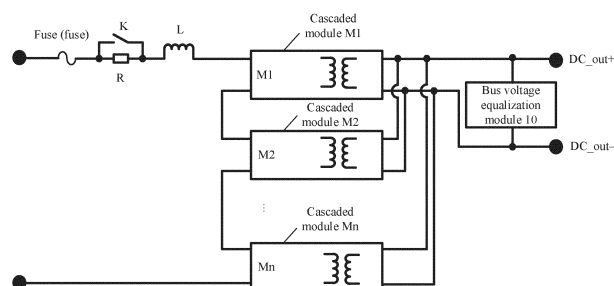 Cascaded
module M1
K
L
Fuse (fuse)
R
M1
DC_out+
Bus voltage
equalization
module 10
Cascaded
module M2
M2
DC_out−
Cascaded
module Mn
Mn